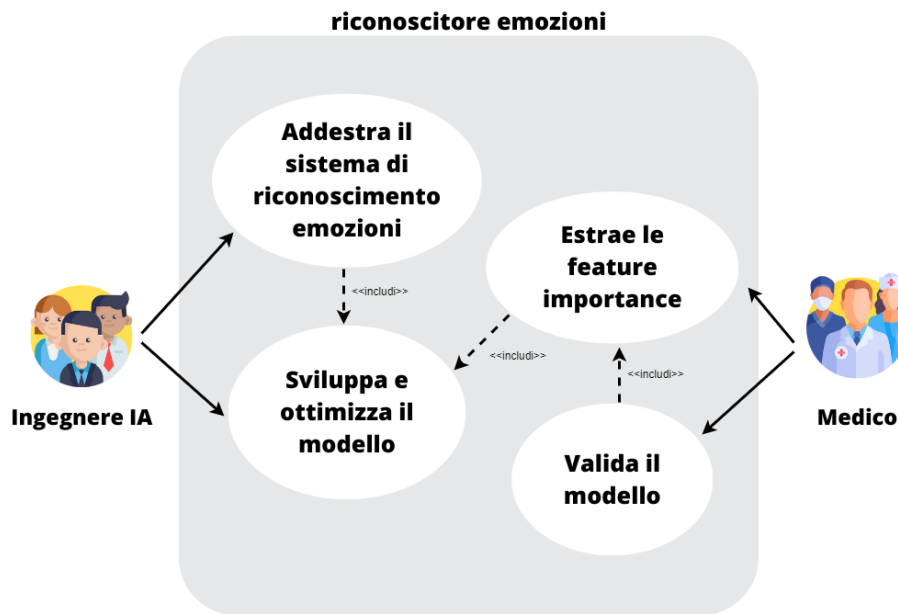 riconoscitore emozioni
Addestra il
sistema di
riconoscimento
emozioni
Estrae le
feature
importance
<<includi>>
<<includi>>
<<includi>>
Sviluppa e
ottimizza il
modello
Ingegnere IA
Medico
Valida il
modello